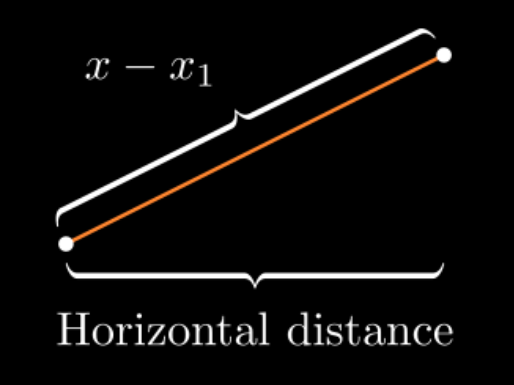 x − x₁
Horizontal distance